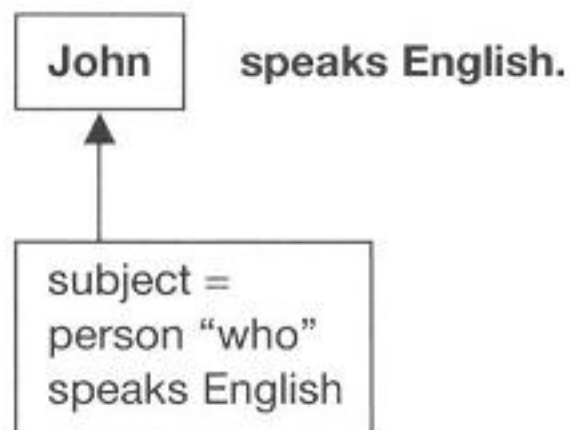 John speaks English.
subject =
person “who”
speaks English